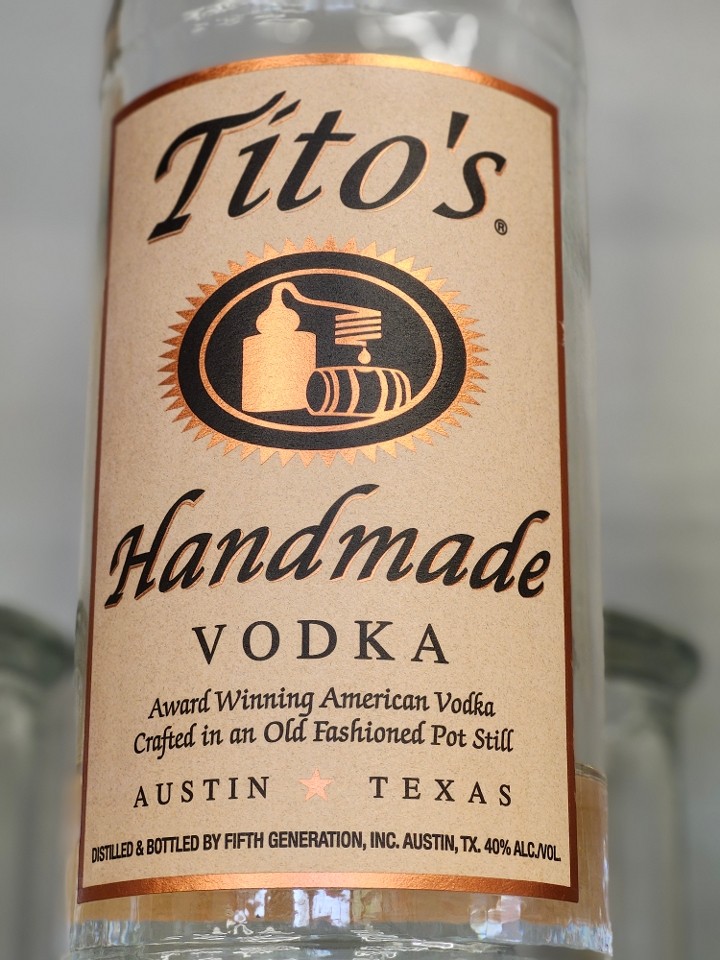 Tito's®
Handmade
VODKA
Award Winning American Vodka
Crafted in an Old Fashioned Pot Still
AUSTIN ★ TEXAS
DISTILLED & BOTTLED BY FIFTH GENERATION, INC. AUSTIN, TX. 40% ALC./VOL.